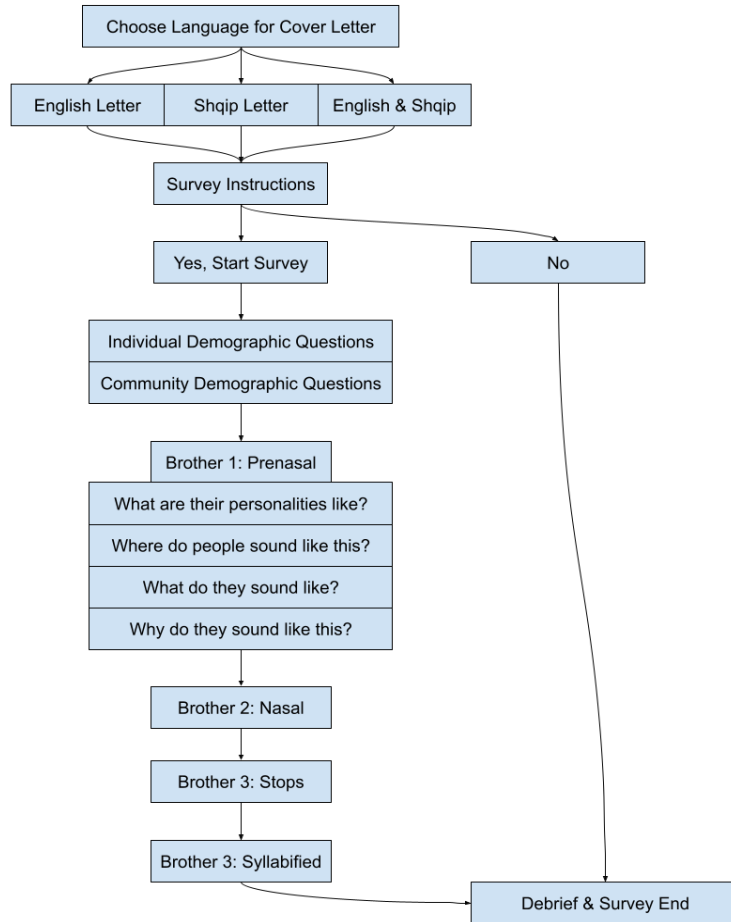 Choose Language for Cover Letter
English Letter
Shqip Letter
English & Shqip
Survey Instructions
Yes, Start Survey
No
Individual Demographic Questions
Community Demographic Questions
Brother 1: Prenasal
What are their personalities like?
Where do people sound like this?
What do they sound like?
Why do they sound like this?
Brother 2: Nasal
Brother 3: Stops
Brother 3: Syllabified
Debrief & Survey End